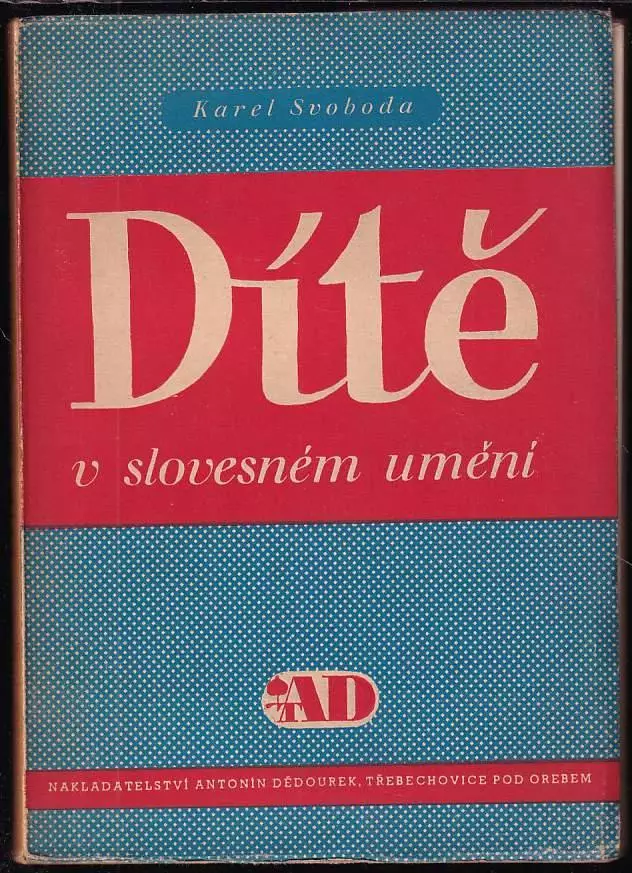 Karel Svoboda
Dítě
v slovesném umění
AD
NAKLADATELSTVÍ ANTONÍN DĚDOUREK, TŘEBECHOVICE POD OREBEM